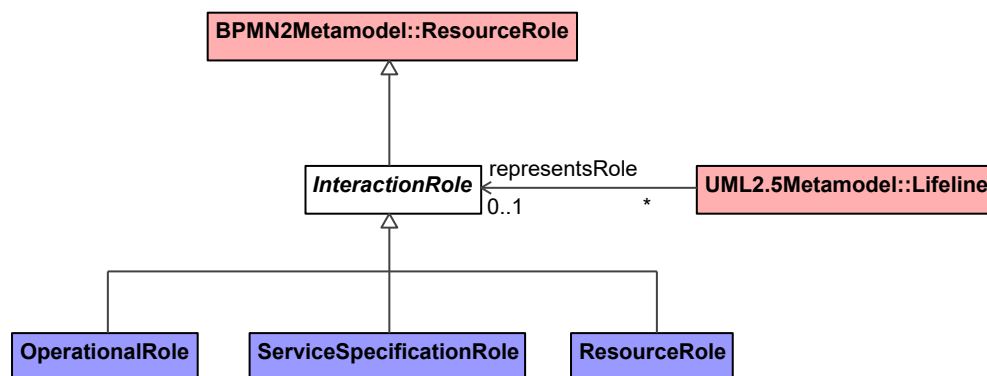 BPMN2Metamodel::ResourceRole
representsRole
InteractionRole
UML2.5Metamodel::Lifeline
0..1
*
OperationalRole
ServiceSpecificationRole
ResourceRole